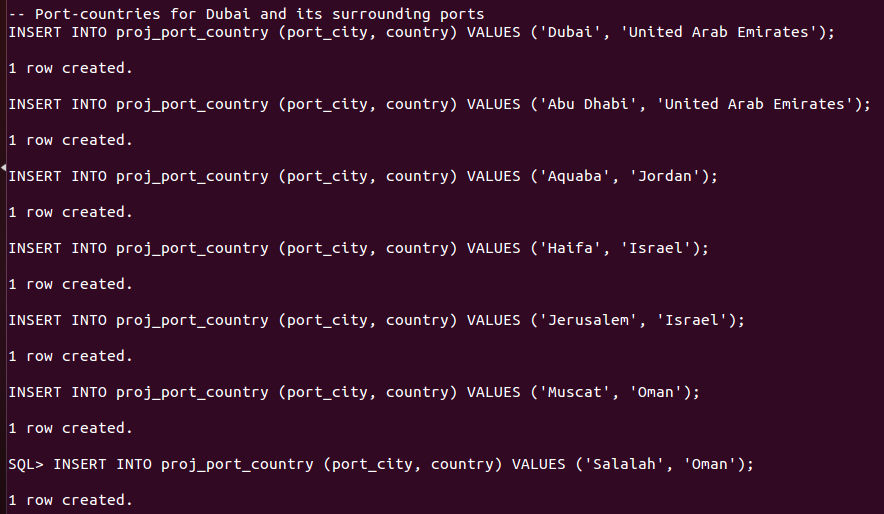 -- Port-countries for Dubai and its surrounding ports
INSERT INTO proj_port_country (port_city, country) VALUES ('Dubai', 'United Arab Emirates');
1 row created.
INSERT INTO proj_port_country (port_city, country) VALUES ('Abu Dhabi', 'United Arab Emirates');
1 row created.
INSERT INTO proj_port_country (port_city, country) VALUES ('Aquaba', 'Jordan');
1 row created.
INSERT INTO proj_port_country (port_city, country) VALUES ('Haifa', 'Israel');
1 row created.
INSERT INTO proj_port_country (port_city, country) VALUES ('Jerusalem', 'Israel');
1 row created.
INSERT INTO proj_port_country (port_city, country) VALUES ('Muscat', 'Oman');
1 row created.
SQL> INSERT INTO proj_port_country (port_city, country) VALUES ('Salalah', 'Oman');
1 row created.